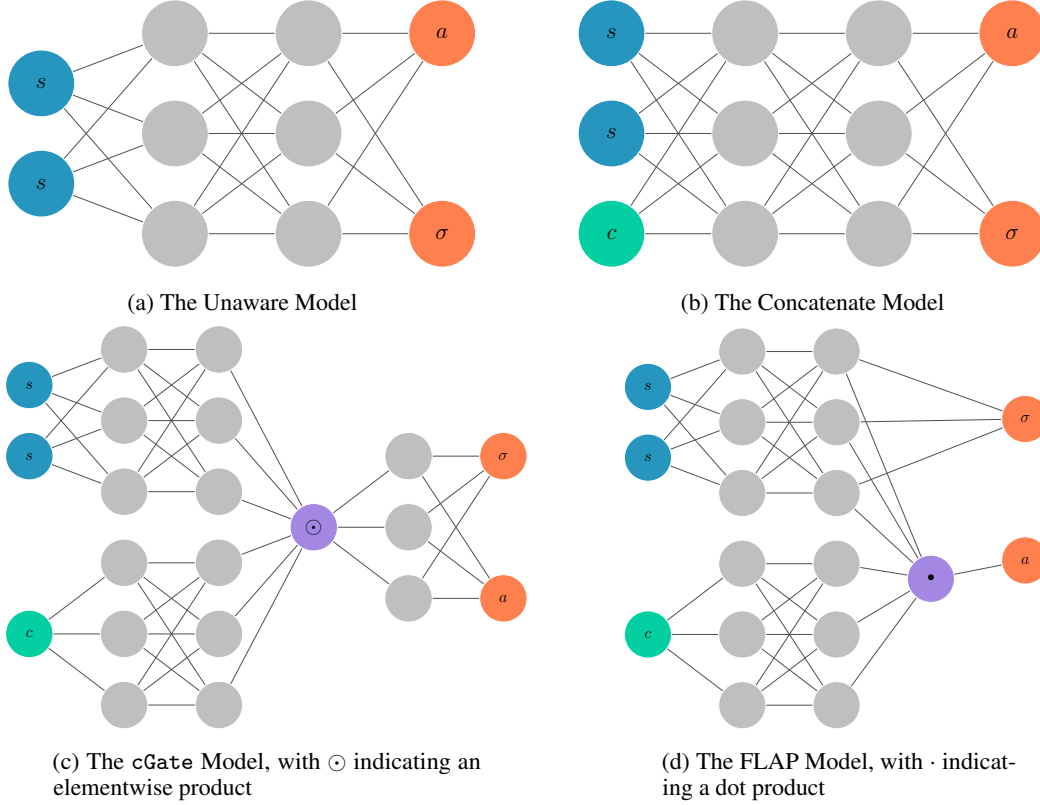 s
s
a
σ
(a) The Unaware Model
s
s
c
a
σ
(b) The Concatenate Model
s
s
c
⊙
σ
a
(c) The cGate Model, with ⊙ indicating an
elementwise product
s
s
c
•
σ
a
(d) The FLAP Model, with · indicat-
ing a dot product